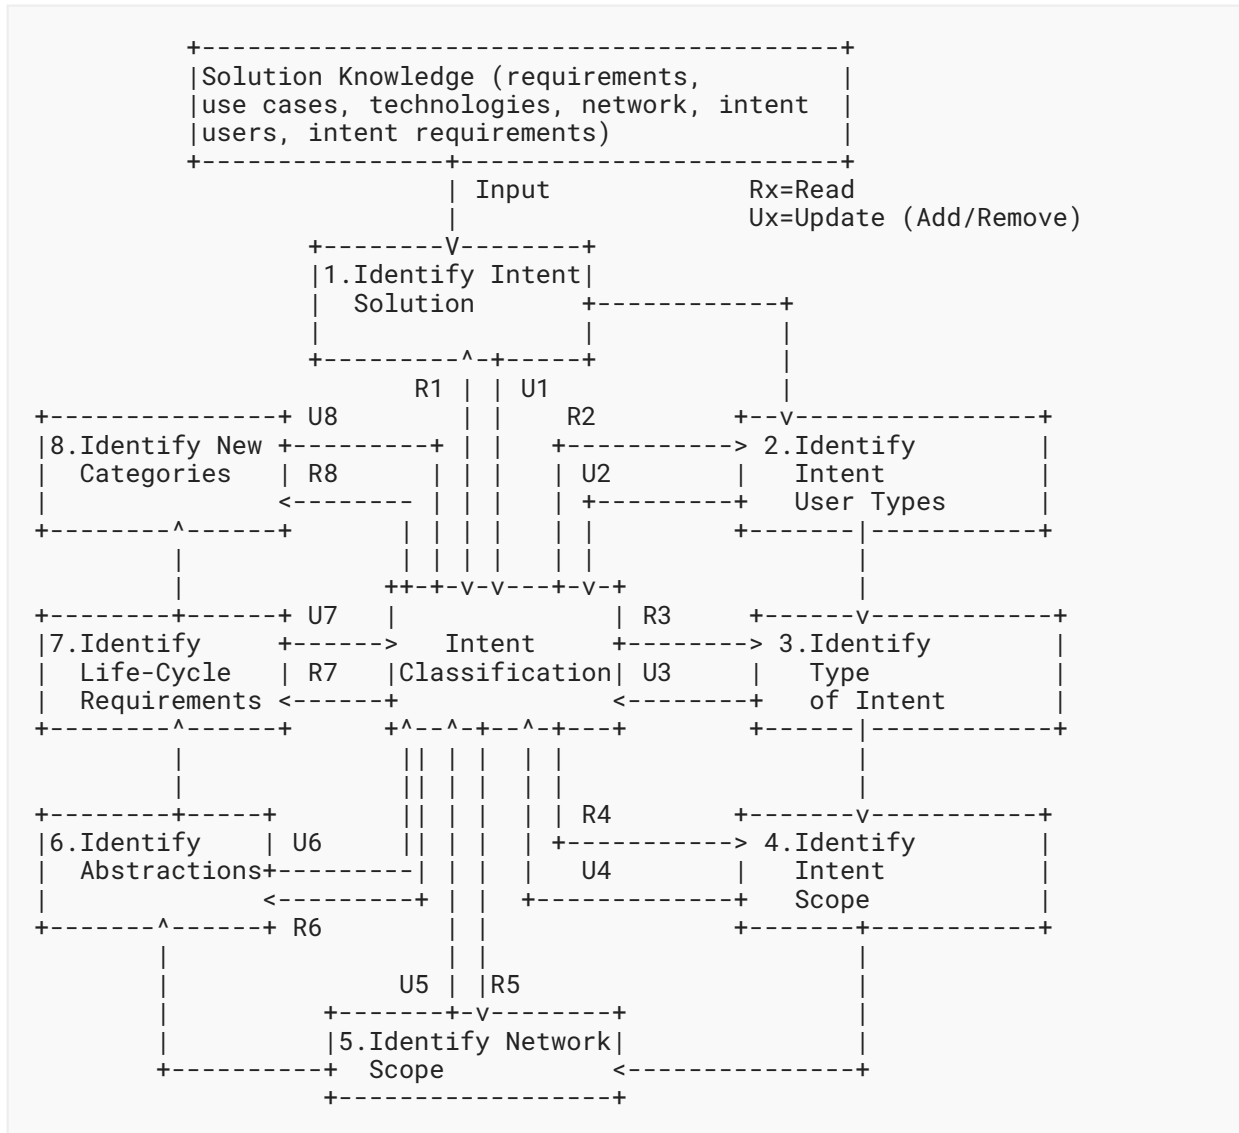 +------------------------------------------+
|Solution Knowledge (requirements,         |
|use cases, technologies, network, intent  |
|users, intent requirements)               |
+----------------+-------------------------+
| Input             Rx=Read
|                   Ux=Update (Add/Remove)
+--------V--------+
|1.Identify Intent|
|  Solution       +------------+
|                 |            |
+---------^-+-----+            |
R1 | | U1                |
+---------------+ U8          | |    R2         +--v----------------+
|8.Identify New +---------+ | |   +-----------> 2.Identify        |
|  Categories   | R8      | | |   | U2        |   Intent          |
|               <-------- | | |   | +---------+   User Types      |
+--------^------+       | | | |   | |         +-------|-----------+
|              | | | |   | |                 |
|             ++-+-v-v---+-v-+               |
+--------+------+ U7   |              | R3     +------v------------+
|7.Identify     +------>   Intent     +--------> 3.Identify        |
|  Life-Cycle   | R7   |Classification| U3     |   Type            |
|  Requirements <------+              <--------+   of Intent       |
+--------^------+      +^--^-+--^-+---+        +------|------------+
|              || | |  | |                    |
|              || | |  | |                    |
+--------+-----+        || | |  | | R4        +-------v-----------+
|6.Identify    | U6     || | |  | +-----------> 4.Identify        |
|  Abstractions+---------| | |  |   U4        |   Intent          |
|              <---------+ | |  +-------------+   Scope           |
+-------^------+ R6        | |                +-------+-----------+
|                  | |                        |
|              U5 | |R5                       |
|          +-------+-v--------+               |
|          |5.Identify Network|               |
+----------+  Scope           <---------------+
+------------------+